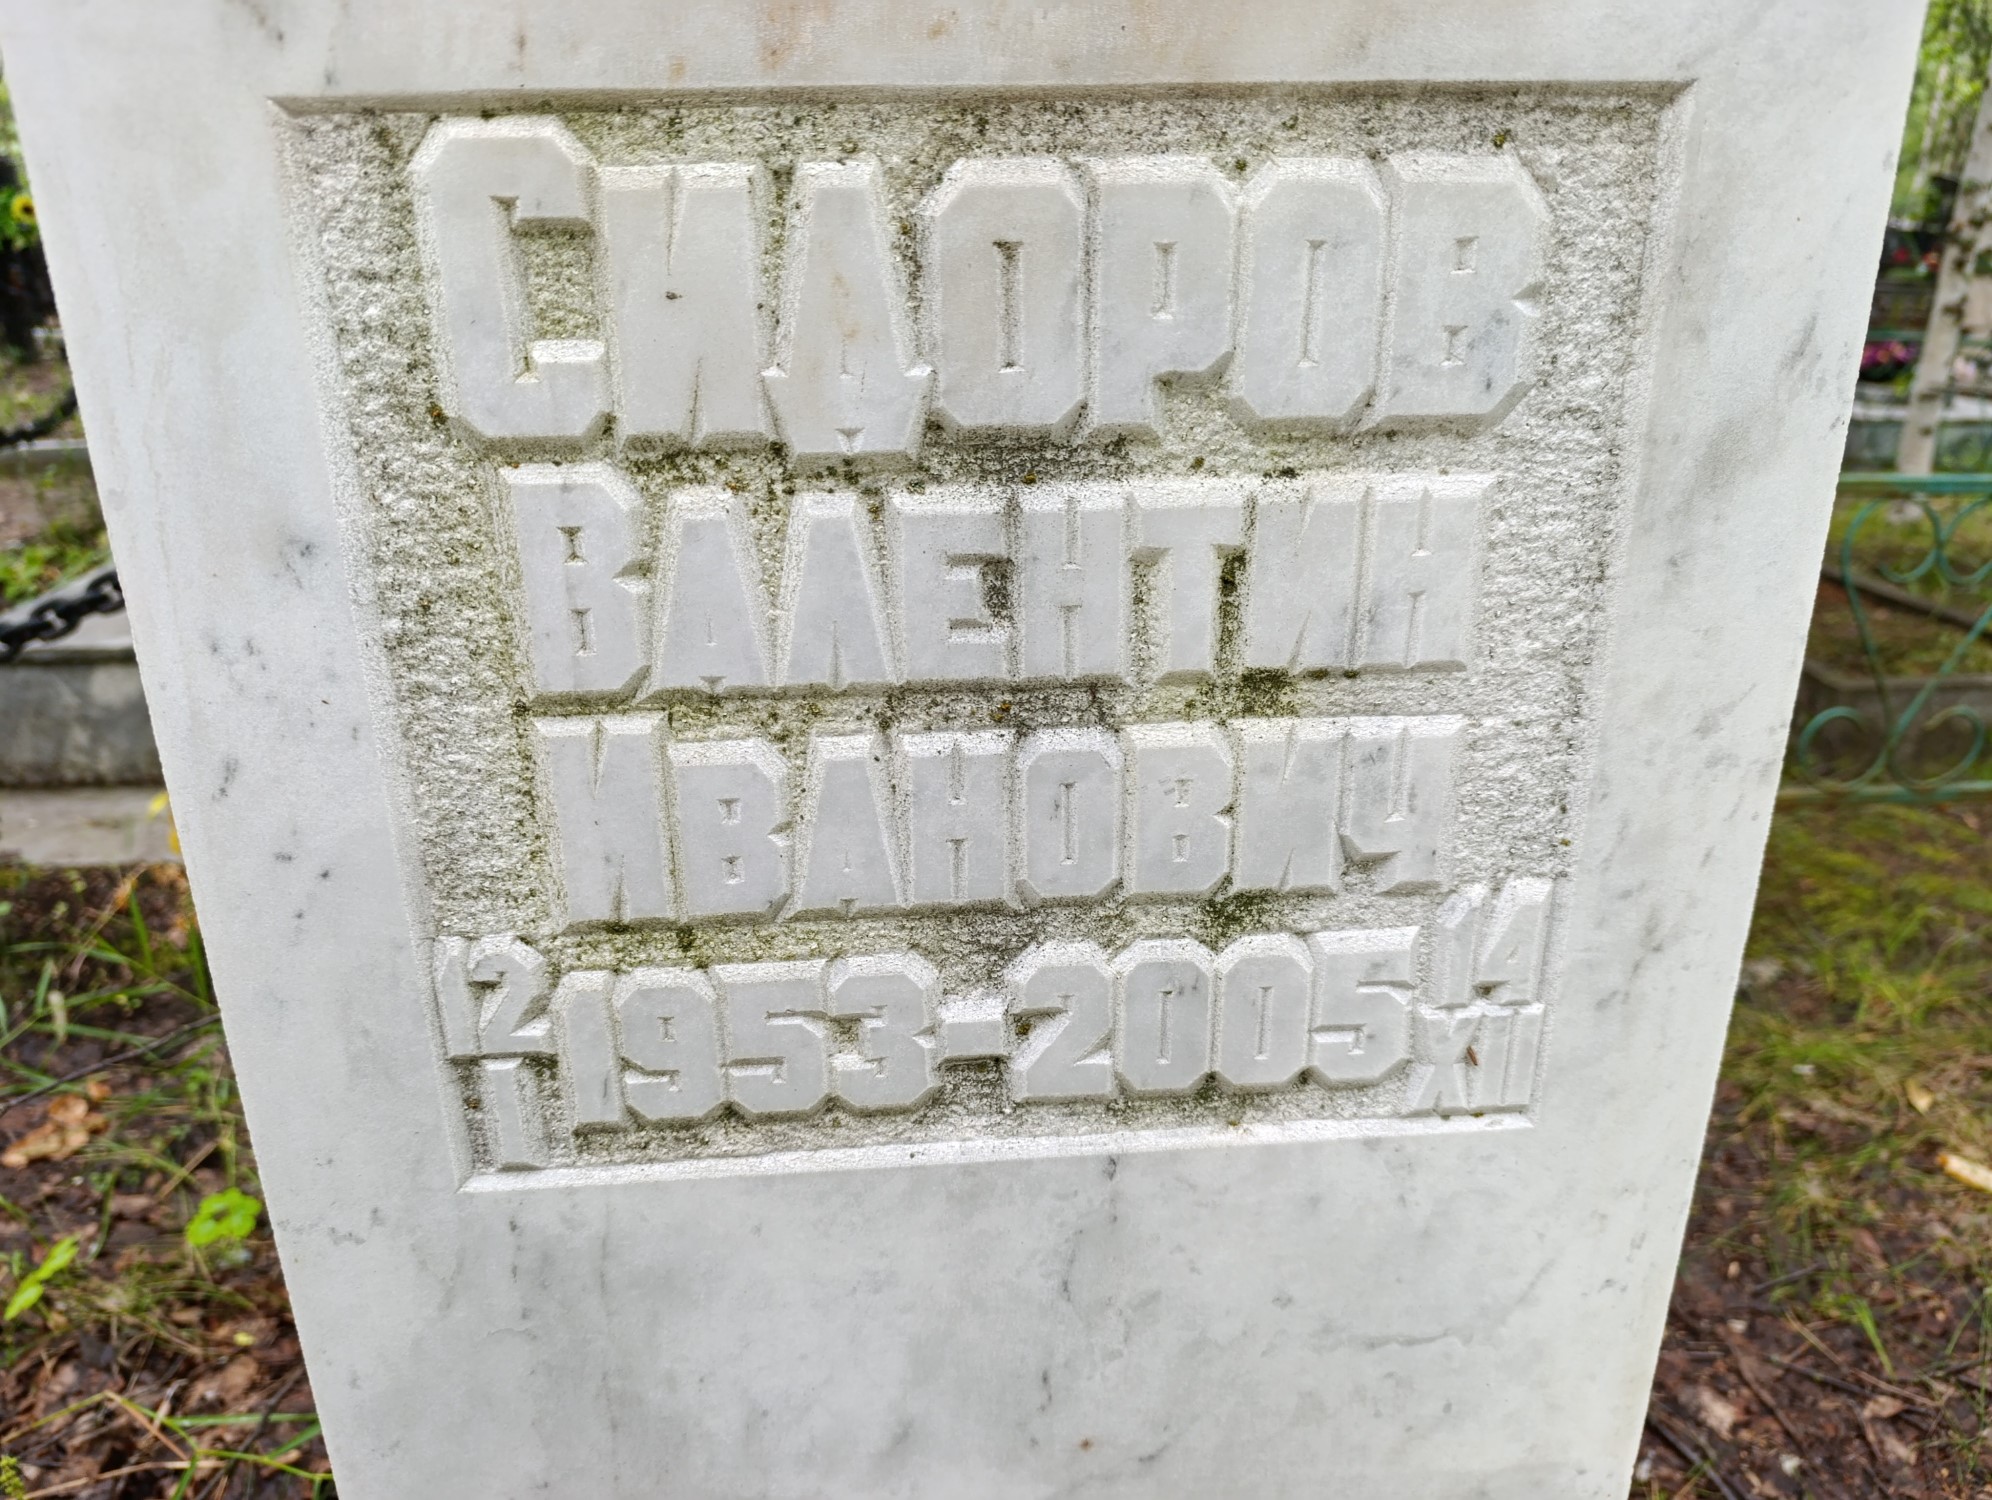 Сидоров
Валентин
Иванович
12 I 1953-2005 14 XII